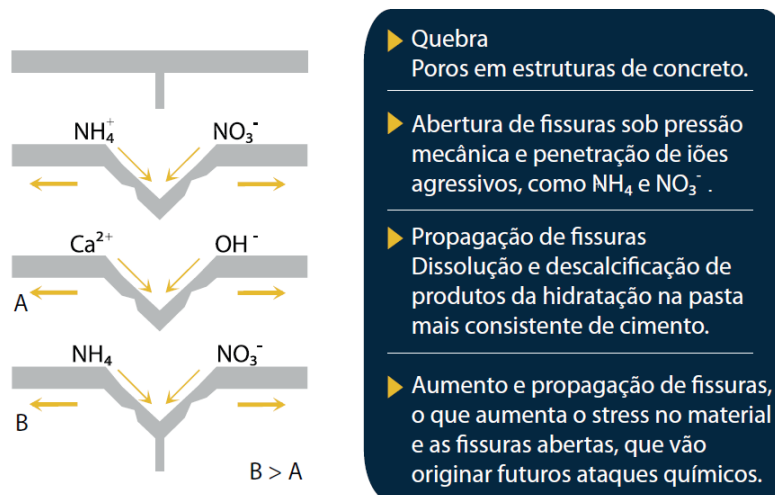 NH₄⁺ NO₃⁻
Ca²⁺ OH⁻
A
NH₄ NO₃⁻
B
B > A
Quebra
Poros em estruturas de concreto.
Abertura de fissuras sob pressão
mecânica e penetração de iões
agressivos, como NH₄ e NO₃⁻ .
Propagação de fissuras
Dissolução e descalcificação de
produtos da hidratação na pasta
mais consistente de cimento.
Aumento e propagação de fissuras,
o que aumenta o stress no material
e as fissuras abertas, que vão
originar futuros ataques químicos.